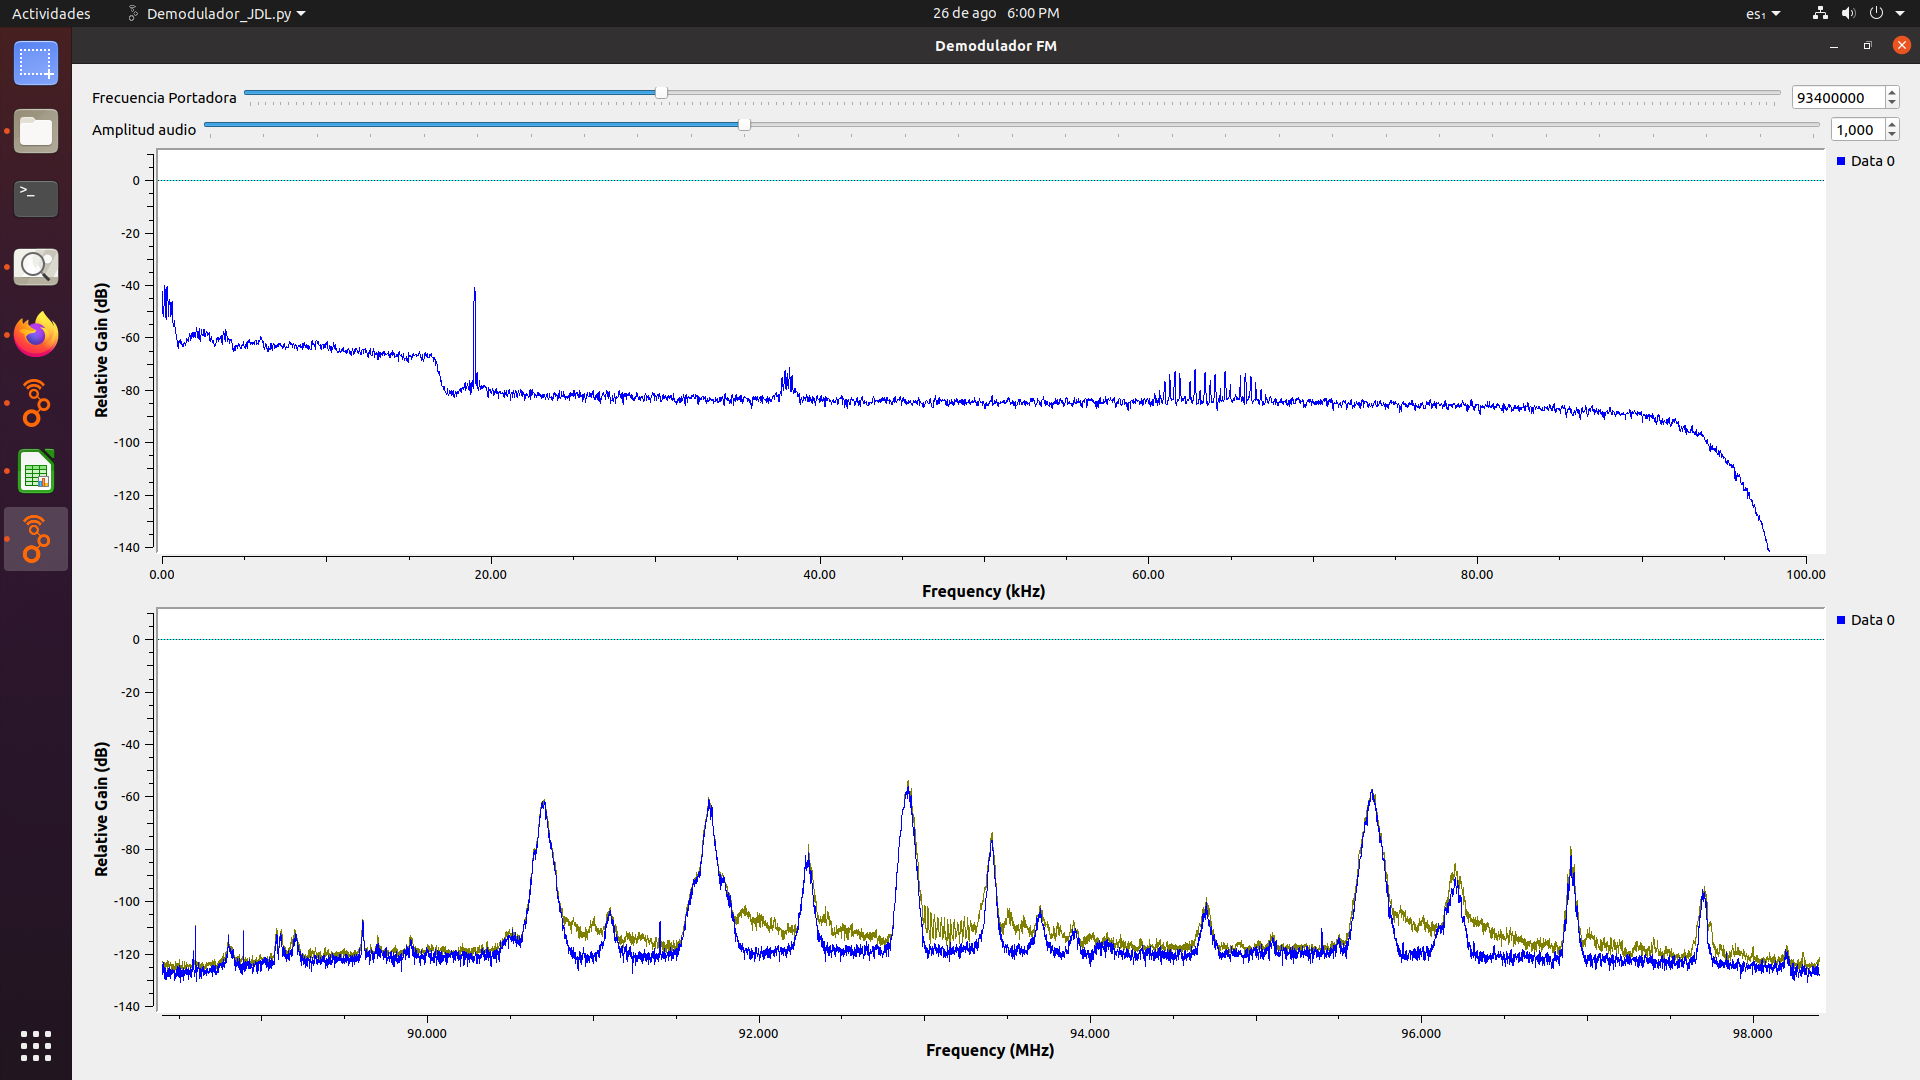 Actividades Demodulador_JDL.py 26 de ago 6:00 PM es₁
Demodulador FM
Frecuencia Portadora 93400000
Amplitud audio 1,000
Data 0
0
-20
-40
-60
-80
-100
-120
-140
Relative Gain (dB)
0.00 20.00 40.00 60.00 80.00 100.00
Frequency (kHz)
Data 0
0
-20
-40
-60
-80
-100
-120
-140
Relative Gain (dB)
90.000 92.000 94.000 96.000 98.000
Frequency (MHz)